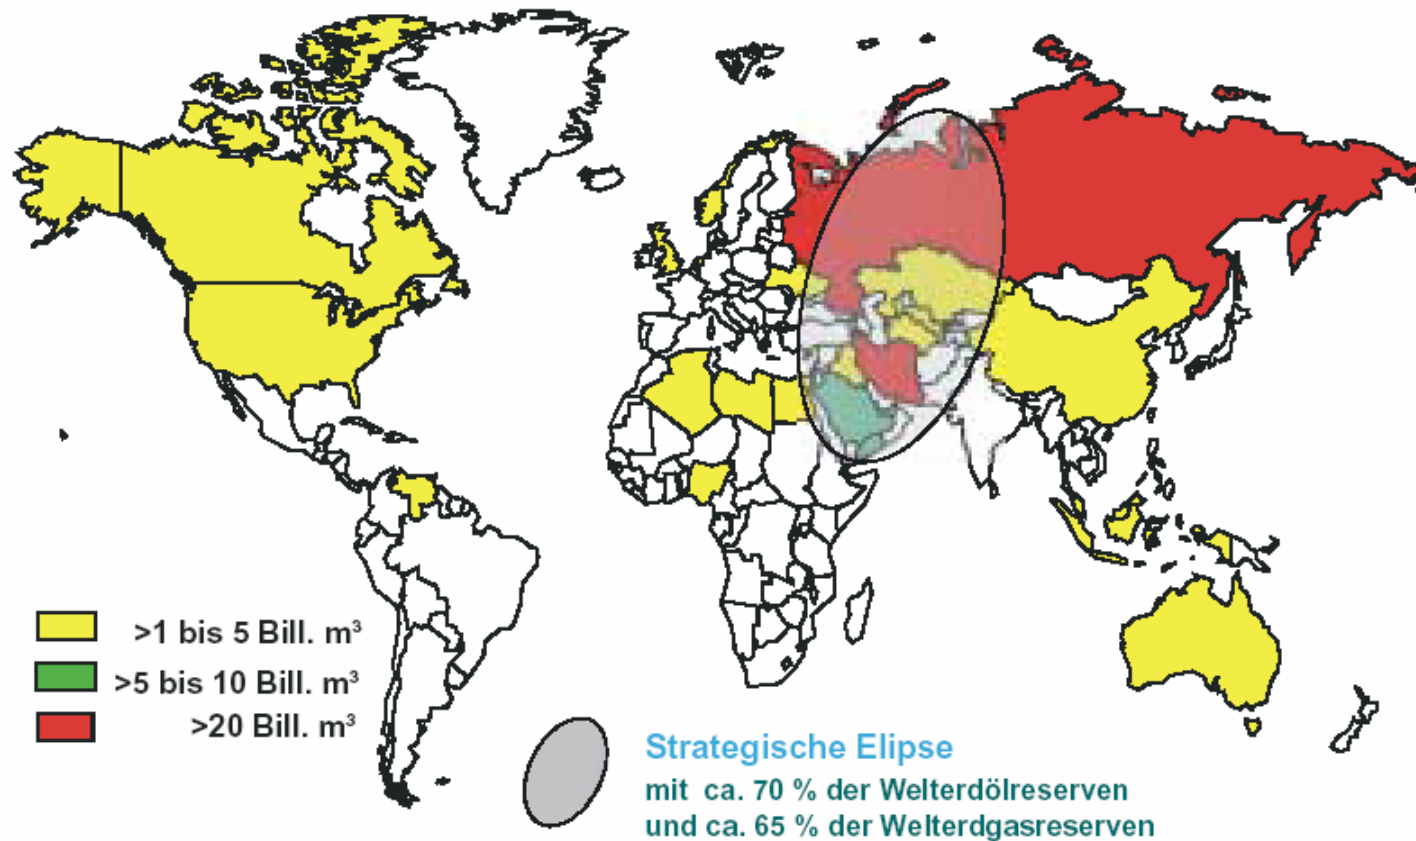 >1 bis 5 Bill. m³
>5 bis 10 Bill. m³
>20 Bill. m³
Strategische Elipse
mit ca. 70 % der Welterdölreserven
und ca. 65 % der Welterdgasreserven